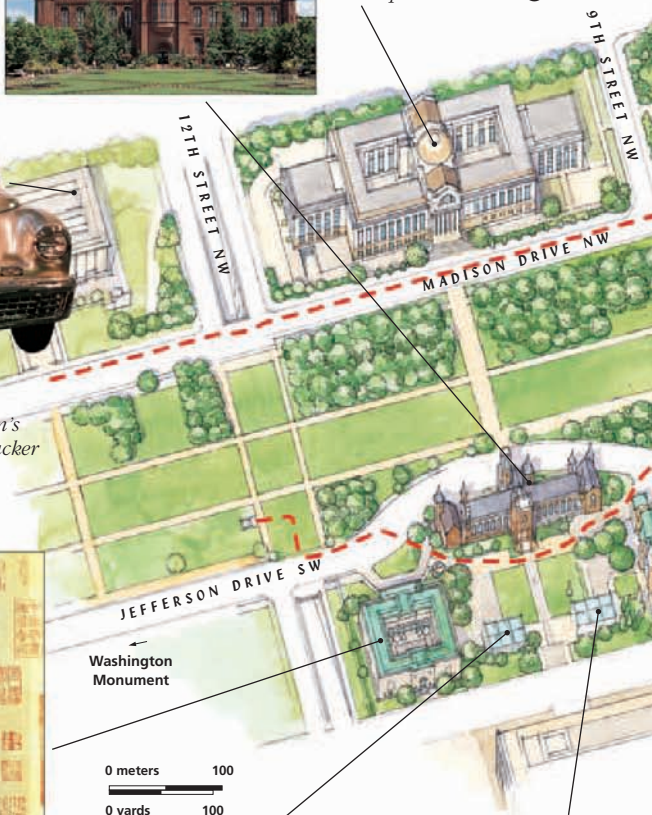 9TH STREET NW
12TH STREET NW
MADISON DRIVE NW
n's
cker
JEFFERSON DRIVE SW
Washington
Monument
0 meters 100
0 yards 100